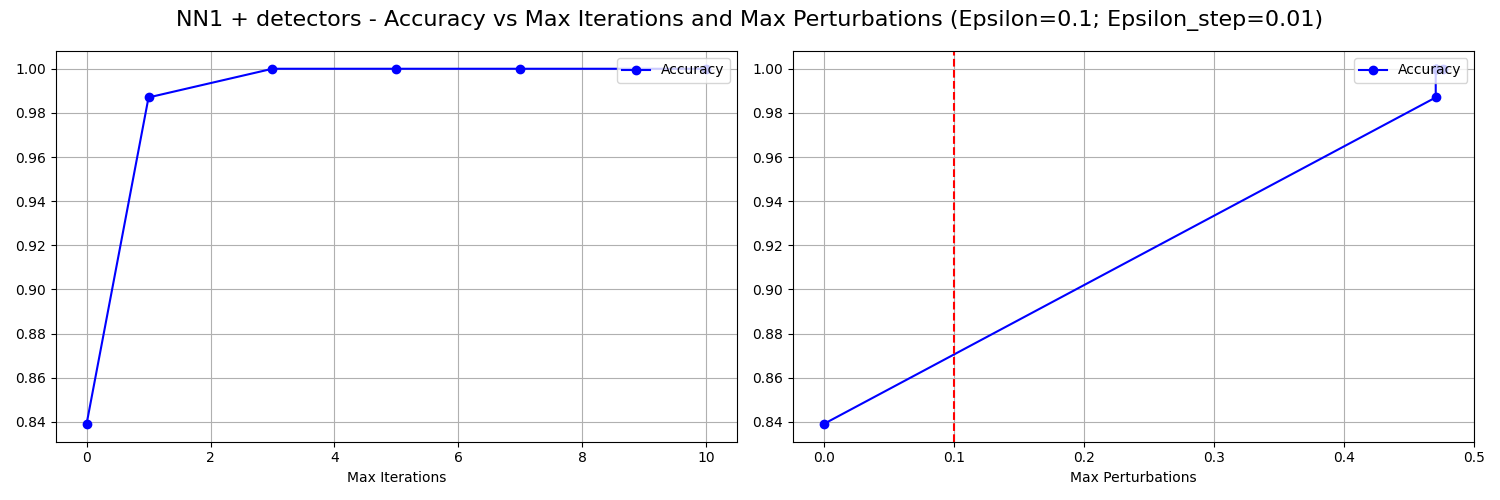 NN1 + detectors - Accuracy vs Max Iterations and Max Perturbations (Epsilon=0.1; Epsilon_step=0.01)
1.00
0.98
0.96
0.94
0.92
0.90
0.88
0.86
0.84
0 2 4 6 8 10
Max Iterations
Accuracy
1.00
0.98
0.96
0.94
0.92
0.90
0.88
0.86
0.84
0.0 0.1 0.2 0.3 0.4 0.5
Max Perturbations
Accuracy